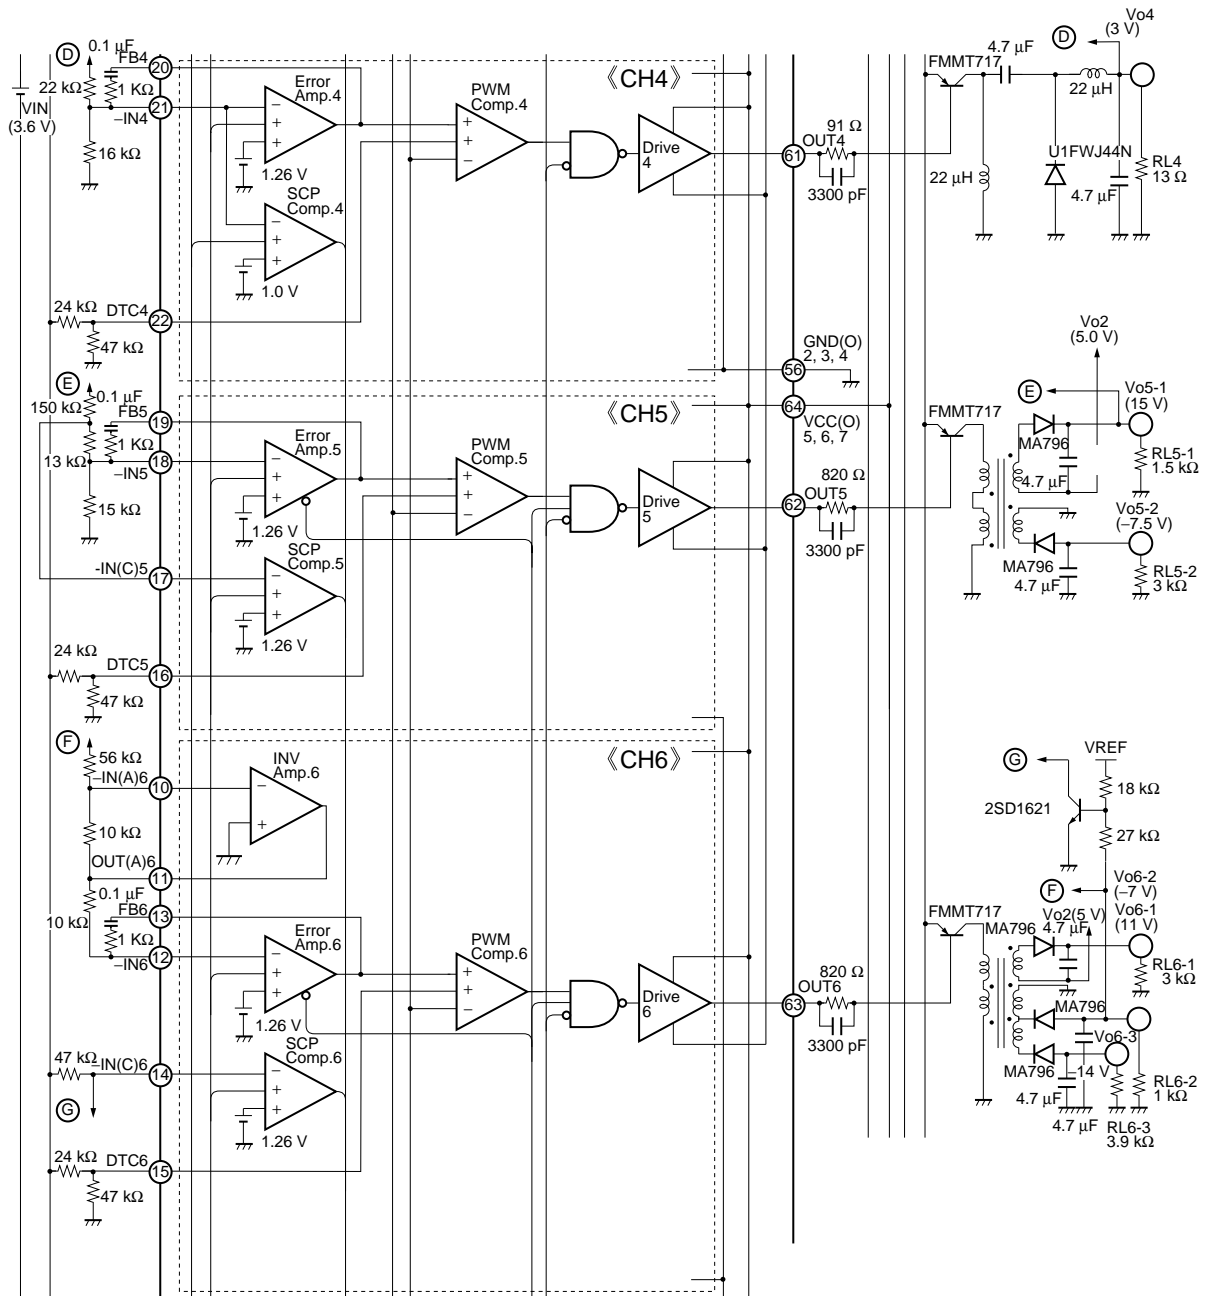 D
0.1 µF
FB4
20
22 kΩ
1 KΩ
21
–IN4
VIN
(3.6 V)
16 kΩ
Error
Amp.4
1.26 V
SCP
Comp.4
1.0 V
PWM
Comp.4
《CH4》
Drive
4
91 Ω
OUT4
61
3300 pF
FMMT717
4.7 µF
D
Vo4
(3 V)
22 µH
22 µH
U1FWJ44N
4.7 µF
RL4
13 Ω
24 kΩ
DTC4
22
47 kΩ
GND(O)
2, 3, 4
56
E
0.1 µF
150 kΩ
FB5
19
1 KΩ
13kΩ
18
–IN5
15 kΩ
-IN(C)5
17
Error
Amp.5
1.26 V
SCP
Comp.5
1.26 V
PWM
Comp.5
《CH5》
Drive
5
64
VCC(O)
5, 6, 7
820 Ω
OUT5
62
3300 pF
FMMT717
Vo2
(5.0 V)
E
Vo5-1
(15 V)
MA796
4.7 µF
RL5-1
1.5 kΩ
Vo5-2
(–7.5 V)
MA796
4.7 µF
RL5-2
3 kΩ
24 kΩ
DTC5
16
47 kΩ
F
56 kΩ
–IN(A)6
10
10 kΩ
OUT(A)6
11
0.1 µF
FB6
13
10 kΩ
1 KΩ
12
–IN6
INV
Amp.6
《CH6》
Error
Amp.6
1.26 V
PWM
Comp.6
Drive
6
820 Ω
OUT6
63
3300 pF
G
VREF
18 kΩ
2SD1621
27 kΩ
F
Vo6-2
(–7 V)
FMMT717
Vo2(5 V)
Vo6-1
(11 V)
MA796
4.7 µF
RL6-1
3 kΩ
MA796
Vo6-3
–14 V
MA796
4.7 µF
4.7 µF
RL6-2
1 kΩ
RL6-3
3.9 kΩ
47 kΩ
–IN(C)6
14
G
SCP
Comp.6
1.26 V
24 kΩ
DTC6
15
47 kΩ